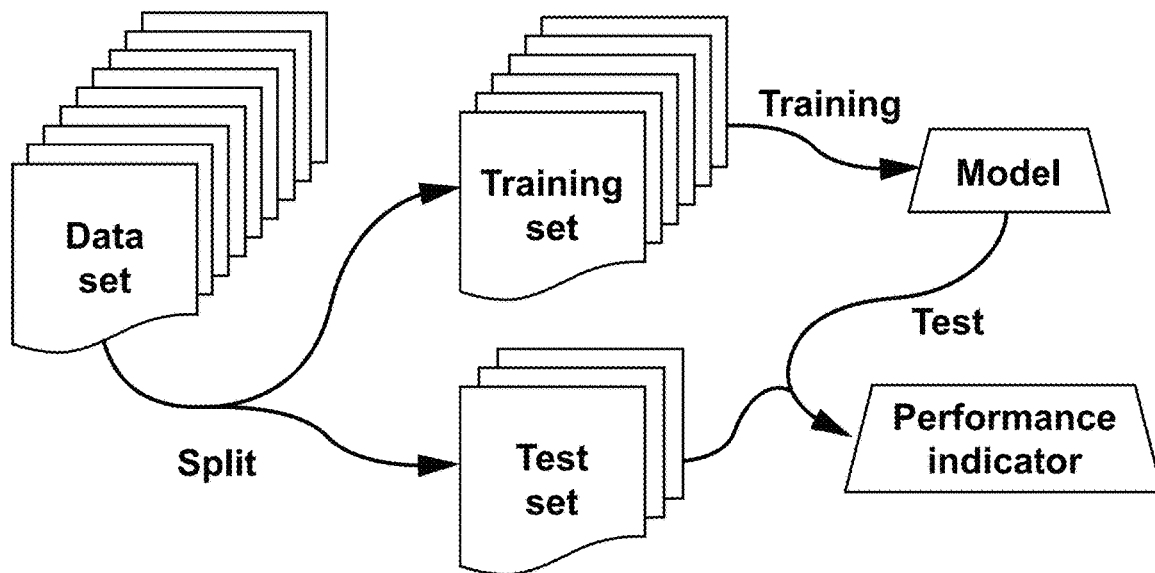 Data
set
Split
Training
set
Test
set
Training
Model
Test
Performance
indicator